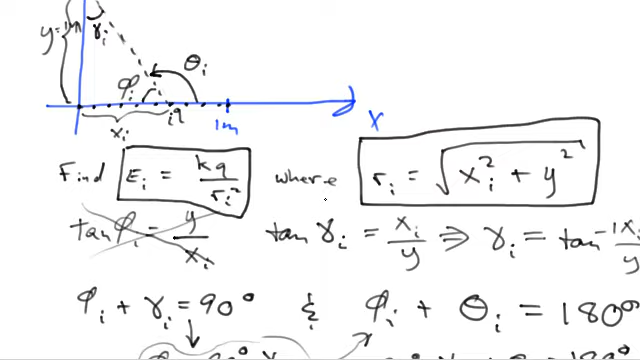 y=1m γi
φi θi
xi iq 1m x
Find Ei = kq/ri² where ri = √(xi² + y²)
tan φi = y/xi tan γi = xi/y ⇒ γi = tan⁻¹ xi/y
φi + γi = 90° & φi + θi = 180°